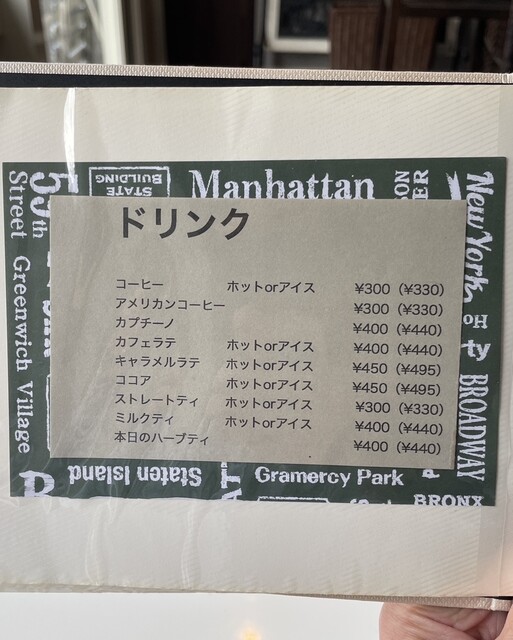 STATE
BUILDING
Manhattan
59th
Street
Greenwich Village
New York
BROADWAY
ドリンク
コーヒー ホットorアイス ¥300（¥330）
アメリカンコーヒー ¥300（¥330）
カプチーノ ¥400（¥440）
カフェラテ ホットorアイス ¥400（¥440）
キャラメルラテ ホットorアイス ¥450（¥495）
ココア ホットorアイス ¥450（¥495）
ストレートティ ホットorアイス ¥300（¥330）
ミルクティ ホットorアイス ¥400（¥440）
本日のハーブティ ¥400（¥440）
Staten Island
Gramercy Park
BRONX